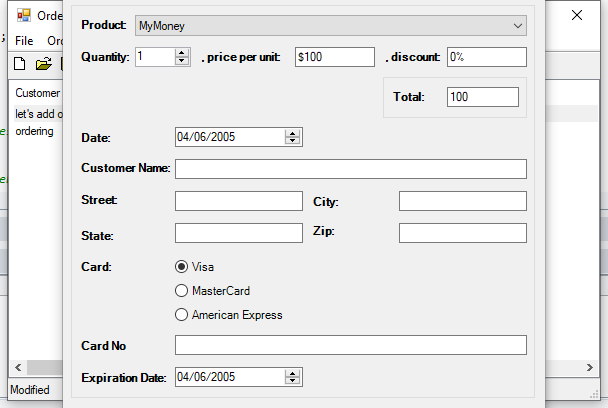 Orde
Product: MyMoney
File Or
Quantity: 1 , price per unit: $100 , discount: 0%
Customer
Total: 100
let's add o
ordering
Date: 04/06/2005
Customer Name:
Street: City:
State: Zip:
Card: Visa
MasterCard
American Express
Card No
Modified
Expiration Date: 04/06/2005